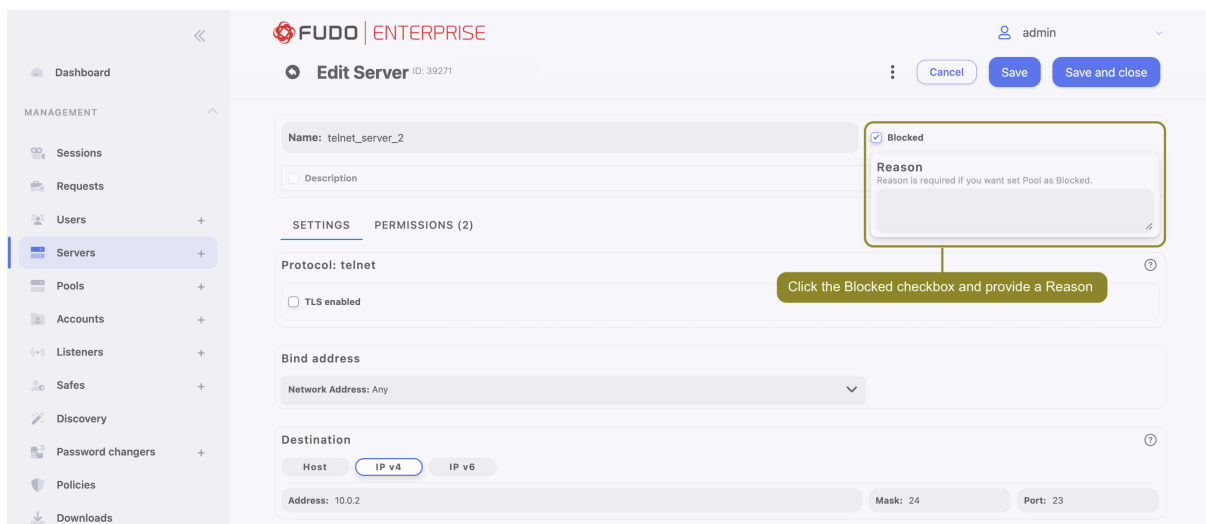 FUDO ENTERPRISE
admin
Edit Server ID: 39271
Cancel
Save
Save and close
Dashboard
MANAGEMENT
Sessions
Requests
Users +
Servers +
Pools +
Accounts +
Listeners +
Safes +
Discovery
Password changers +
Policies
Downloads
Name: telnet_server_2
Blocked
Description
Reason
Reason is required if you want set Pool as Blocked.
SETTINGS PERMISSIONS (2)
Click the Blocked checkbox and provide a Reason
Protocol: telnet
TLS enabled
Bind address
Network Address: Any
Destination
Host IP v4 IP v6
Address: 10.0.2 Mask: 24 Port: 23